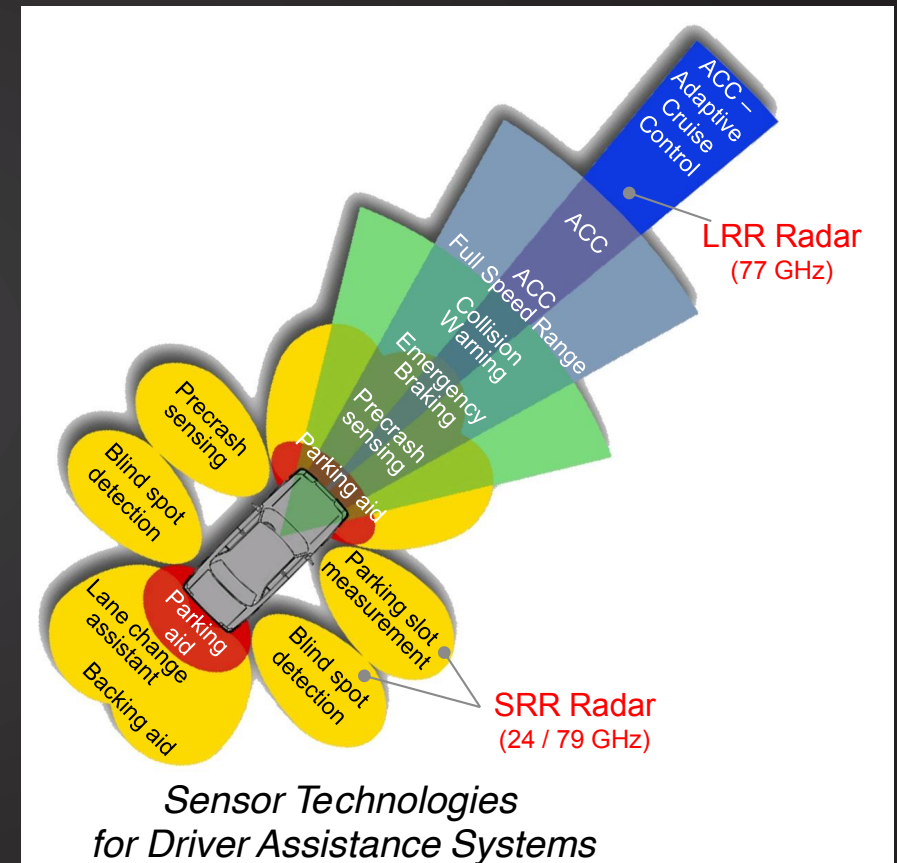 ACC –
Adaptive
Cruise
Control
LRR Radar
(77 GHz)
ACC
ACC
Full Speed Range
Collision
Warning
Emergency
Braking
Precrash
sensing
Parking aid
Precrash
sensing
Blind spot
detection
Parking slot
measurement
Parking
aid
Lane change
assistant
Backing aid
Blind spot
detection
SRR Radar
(24 / 79 GHz)
Sensor Technologies
for Driver Assistance Systems